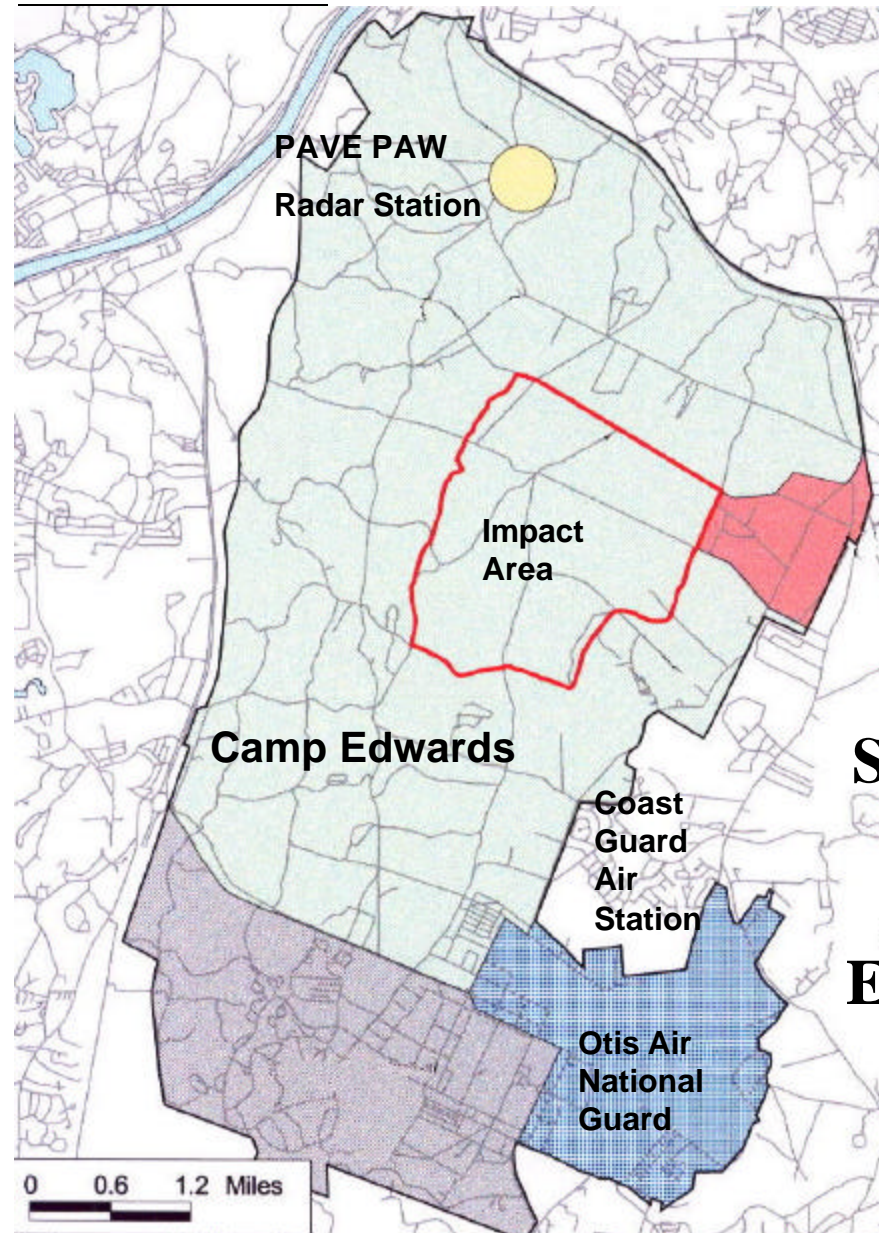 PAVE PAW
Radar Station
Impact
Area
Camp Edwards
S
Coast
Guard
Air
Station
E
Otis Air
National
Guard
0 0.6 1.2 Miles